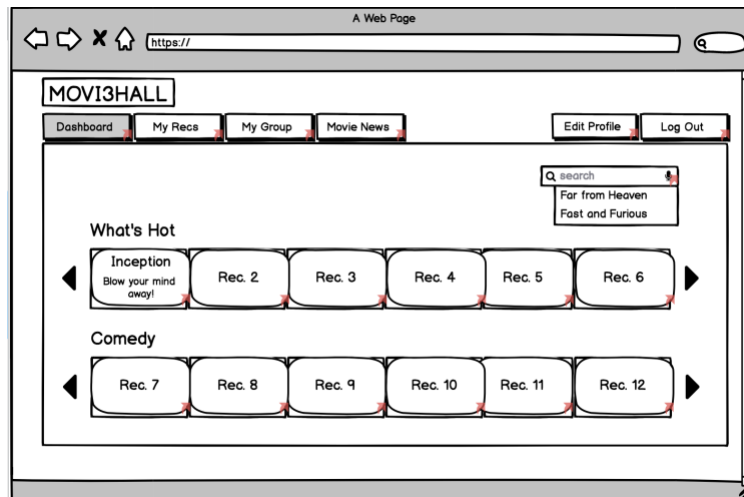 A Web Page
https://
MOVI3HALL
Dashboard My Recs My Group Movie News Edit Profile Log Out
search
Far from Heaven
Fast and Furious
What's Hot
Inception
Blow your mind
away!
Rec. 2 Rec. 3 Rec. 4 Rec. 5 Rec. 6
Comedy
Rec. 7 Rec. 8 Rec. 9 Rec. 10 Rec. 11 Rec. 12